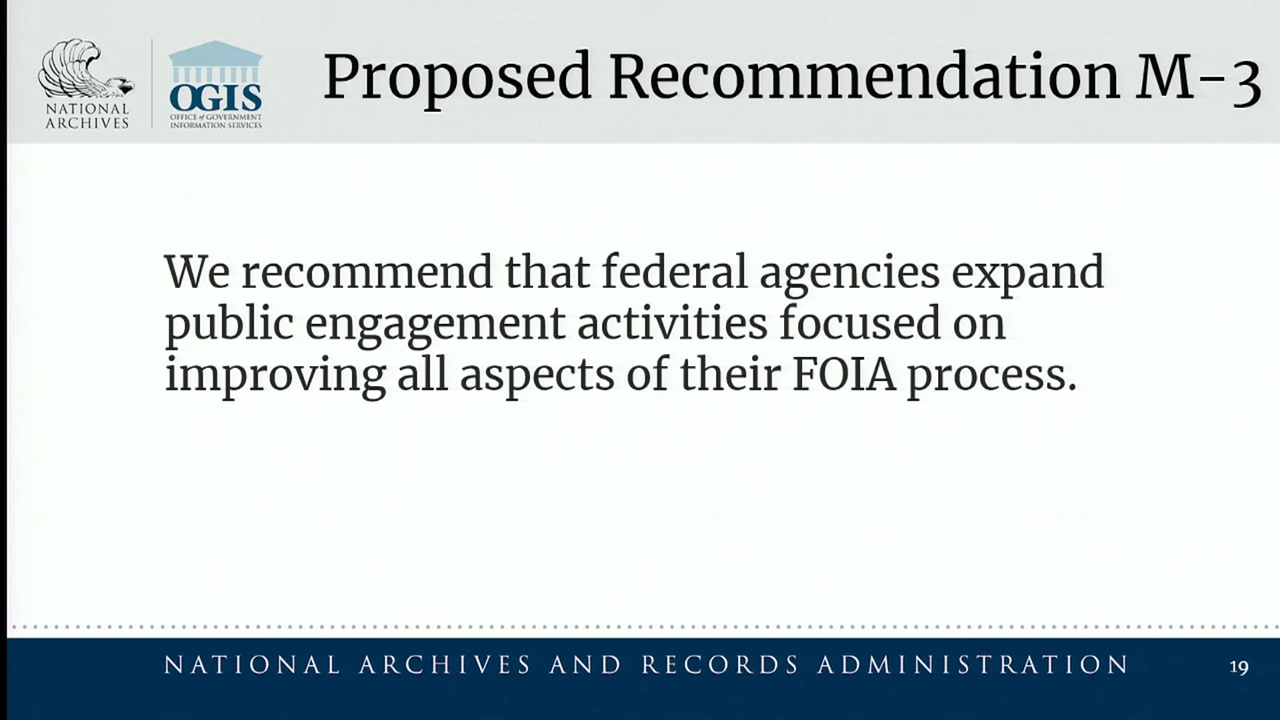 NATIONAL
ARCHIVES
OGIS
OFFICE of GOVERNMENT
INFORMATION SERVICES
Proposed Recommendation M-3
We recommend that federal agencies expand
public engagement activities focused on
improving all aspects of their FOIA process.
NATIONAL ARCHIVES AND RECORDS ADMINISTRATION
19